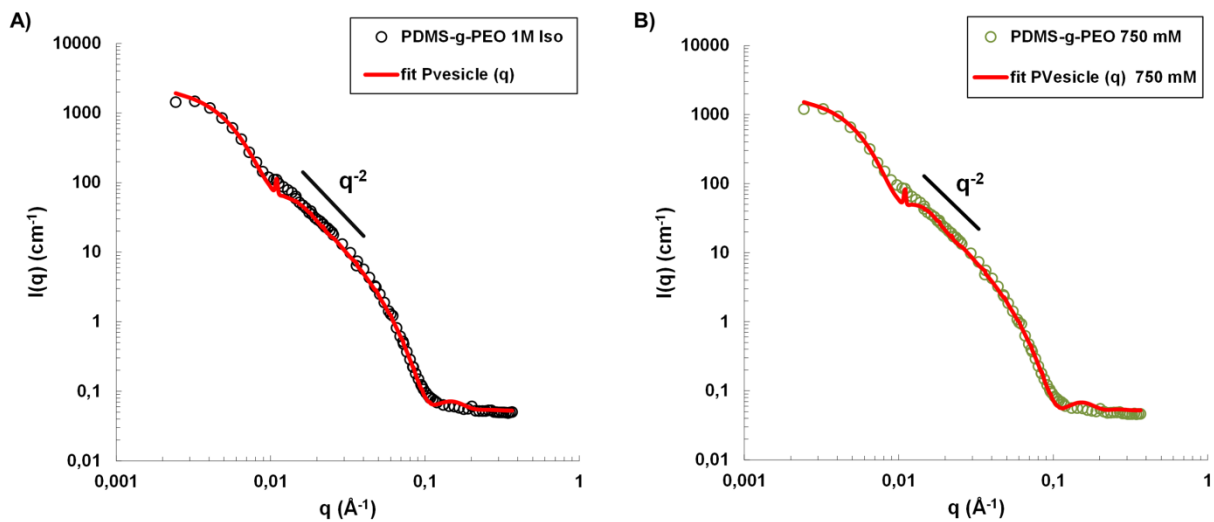 A)
PDMS-g-PEO 1M Iso
fit Pvesicle (q)
10000
1000
100
10
1
0,1
0,01
I(q) (cm⁻¹)
q⁻²
0,001
0,01
0,1
1
q (Å⁻¹)
B)
PDMS-g-PEO 750 mM
fit PVesicle (q) 750 mM
10000
1000
100
10
1
0,1
0,01
I(q) (cm⁻¹)
q⁻²
0,001
0,01
0,1
1
q (Å⁻¹)